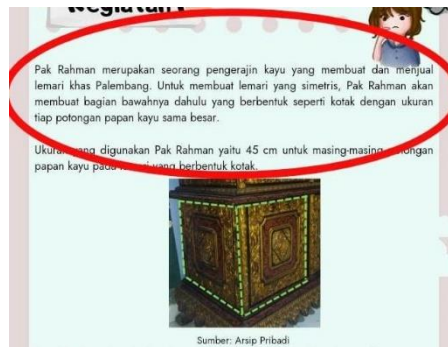 Pak Rahman merupakan seorang pengerajin kayu yang membuat dan menjual
lemari khas Palembang. Untuk membuat lemari yang simetris, Pak Rahman akan
membuat bagian bawahnya dahulu yang berbentuk seperti kotak dengan ukuran
tiap potongan papan kayu sama besar.
Ukuran yang digunakan Pak Rahman yaitu 45 cm untuk masing-masing potongan
papan kayu pada yang berbentuk kotak.
Sumber: Arsip Pribadi